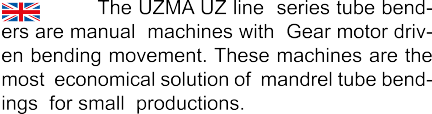 The UZMA UZ line series tube bend-
ers are manual machines with Gear motor driv-
en bending movement. These machines are the
most economical solution of mandrel tube bend-
ings for small productions.